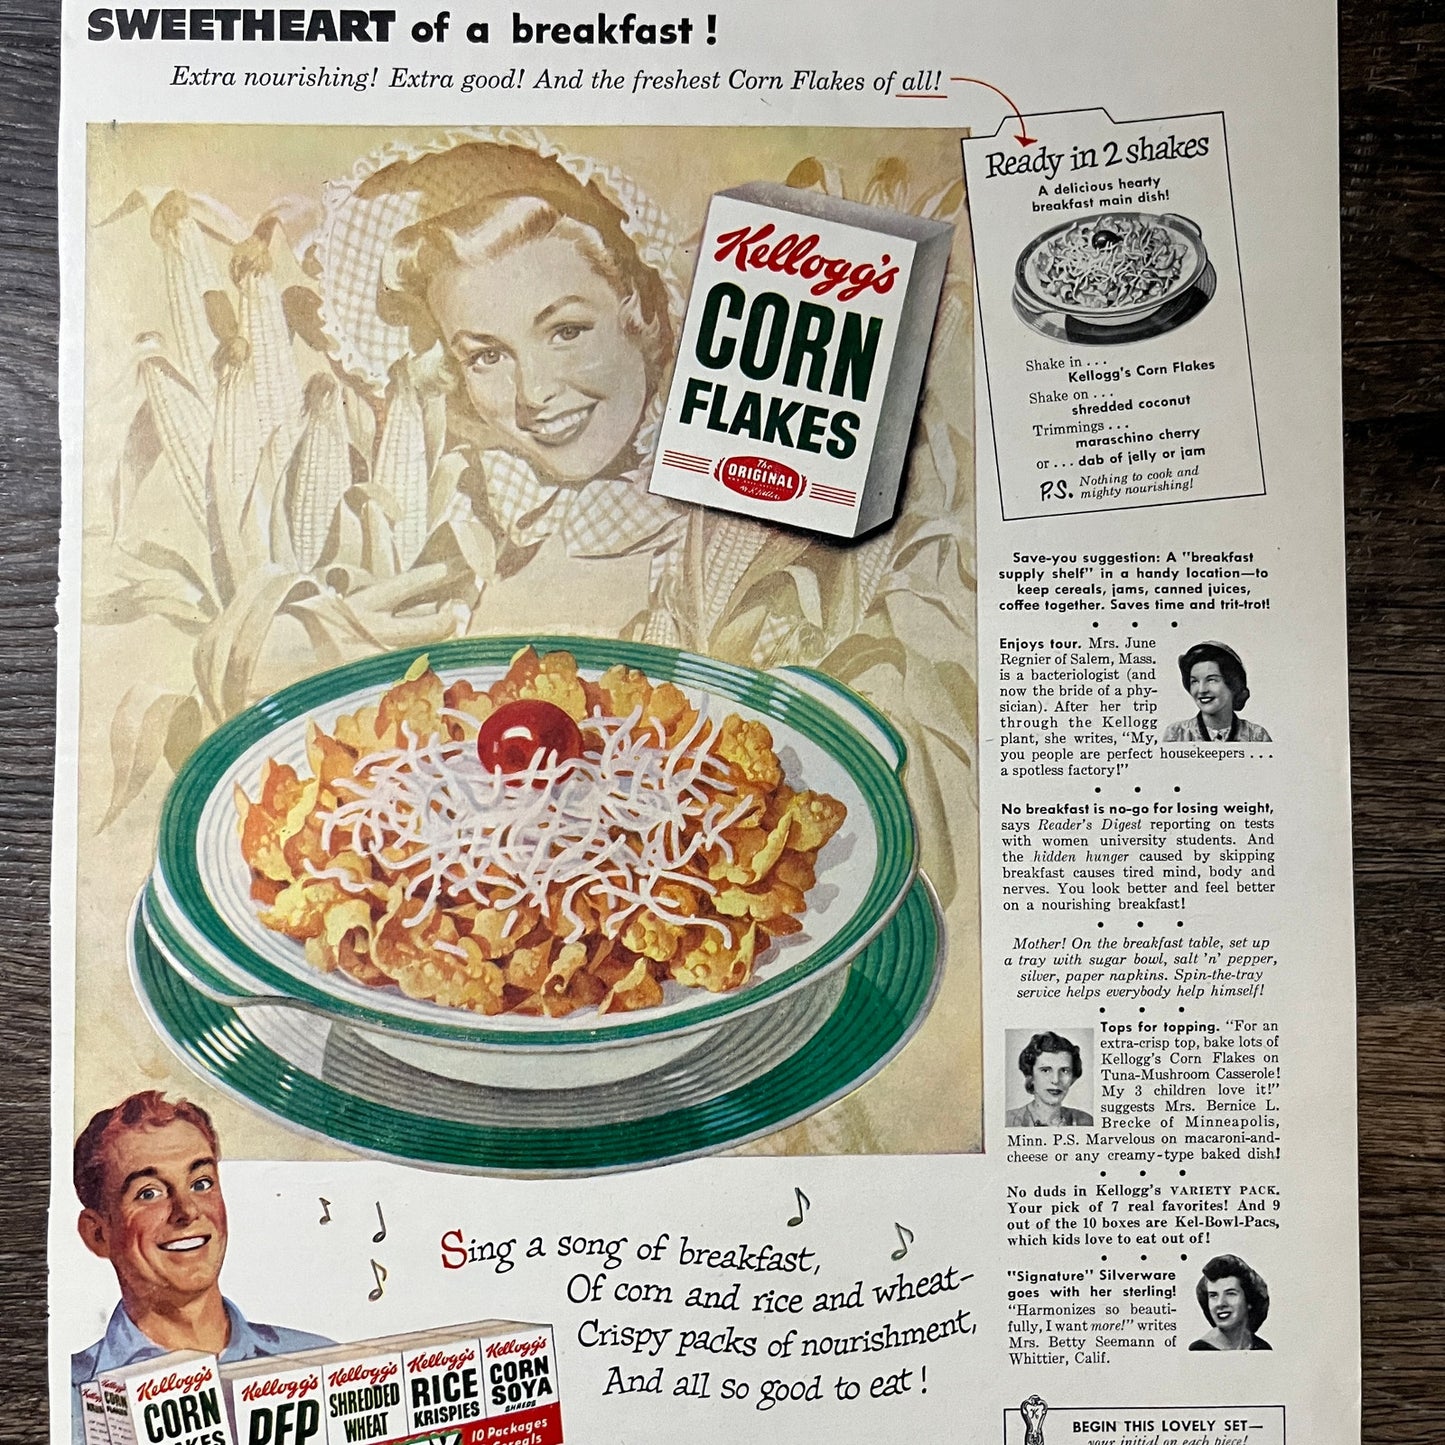 SWEETHEART of a breakfast!
Extra nourishing! Extra good! And the freshest Corn Flakes of all!
Kellogg's
CORN
FLAKES
The
ORIGINAL
Ready in 2 shakes
A delicious hearty
breakfast main dish!
Shake in . . .
Kellogg's Corn Flakes
Shake on . . .
shredded coconut
Trimmings . . .
maraschino cherry
or . . . dab of jelly or jam
P.S. Nothing to cook and
mighty nourishing!
Save-you suggestion: A "breakfast
supply shelf" in a handy location—to
keep cereals, jams, canned juices,
coffee together. Saves time and trit-trot!
Enjoys tour. Mrs. June
Regnier of Salem, Mass.
is a bacteriologist (and
now the bride of a phy-
sician). After her trip
through the Kellogg
plant, she writes, "My,
you people are perfect housekeepers . . .
a spotless factory!"
No breakfast is no-go for losing weight,
says Reader's Digest reporting on tests
with women university students. And
the hidden hunger caused by skipping
breakfast causes tired mind, body and
nerves. You look better and feel better
on a nourishing breakfast!
Mother! On the breakfast table, set up
a tray with sugar bowl, salt 'n' pepper,
silver, paper napkins. Spin-the-tray
service helps everybody help himself!
Tops for topping. "For an
extra-crisp top, bake lots of
Kellogg's Corn Flakes on
Tuna-Mushroom Casserole!
My 3 children love it!"
suggests Mrs. Bernice L.
Brecke of Minneapolis,
Minn. P.S. Marvelous on macaroni-and-
cheese or any creamy-type baked dish!
No duds in Kellogg's VARIETY PACK.
Your pick of 7 real favorites! And 9
out of the 10 boxes are Kel-Bowl-Pacs,
which kids love to eat out of!
"Signature" Silverware
goes with her sterling!
"Harmonizes so beauti-
fully, I want more!" writes
Mrs. Betty Seemann of
Whittier, Calif.
BEGIN THIS LOVELY SET—
your initial on each piece!
Sing a song of breakfast,
Of corn and rice and wheat—
Crispy packs of nourishment,
And all so good to eat!
Kellogg's
CORN
Kellogg's
PEP
Kellogg's
SHREDDED
WHEAT
Kellogg's
RICE
KRISPIES
Kellogg's
CORN
SOYA
SHREDS
10 Packages